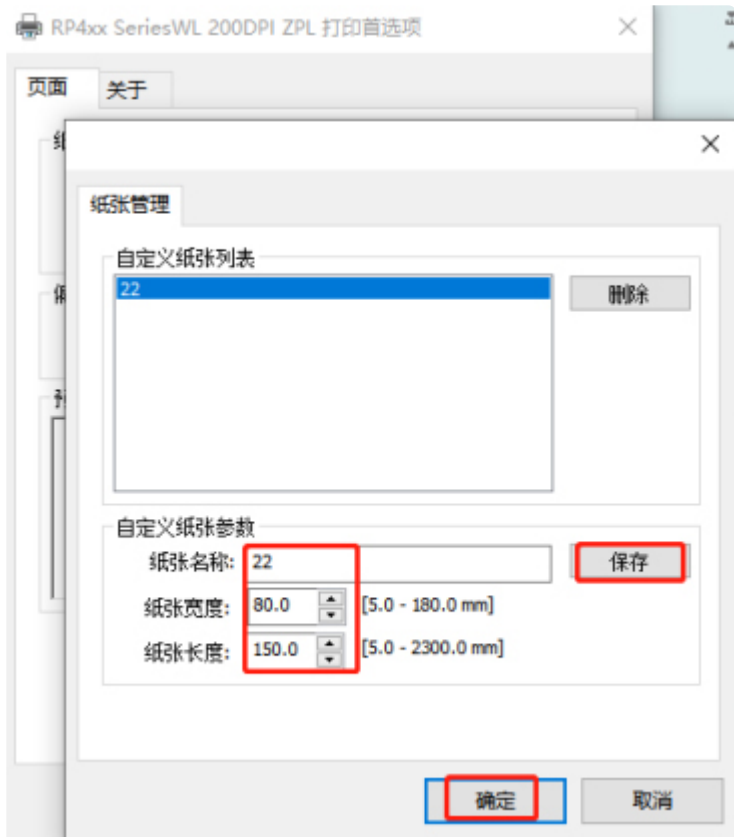 RP4xx SeriesWL 200DPI ZPL 打印首选项
页面 关于
纸张管理
自定义纸张列表
22
删除
自定义纸张参数
纸张名称: 22
保存
纸张宽度: 80.0 [5.0 - 180.0 mm]
纸张长度: 150.0 [5.0 - 2300.0 mm]
确定 取消